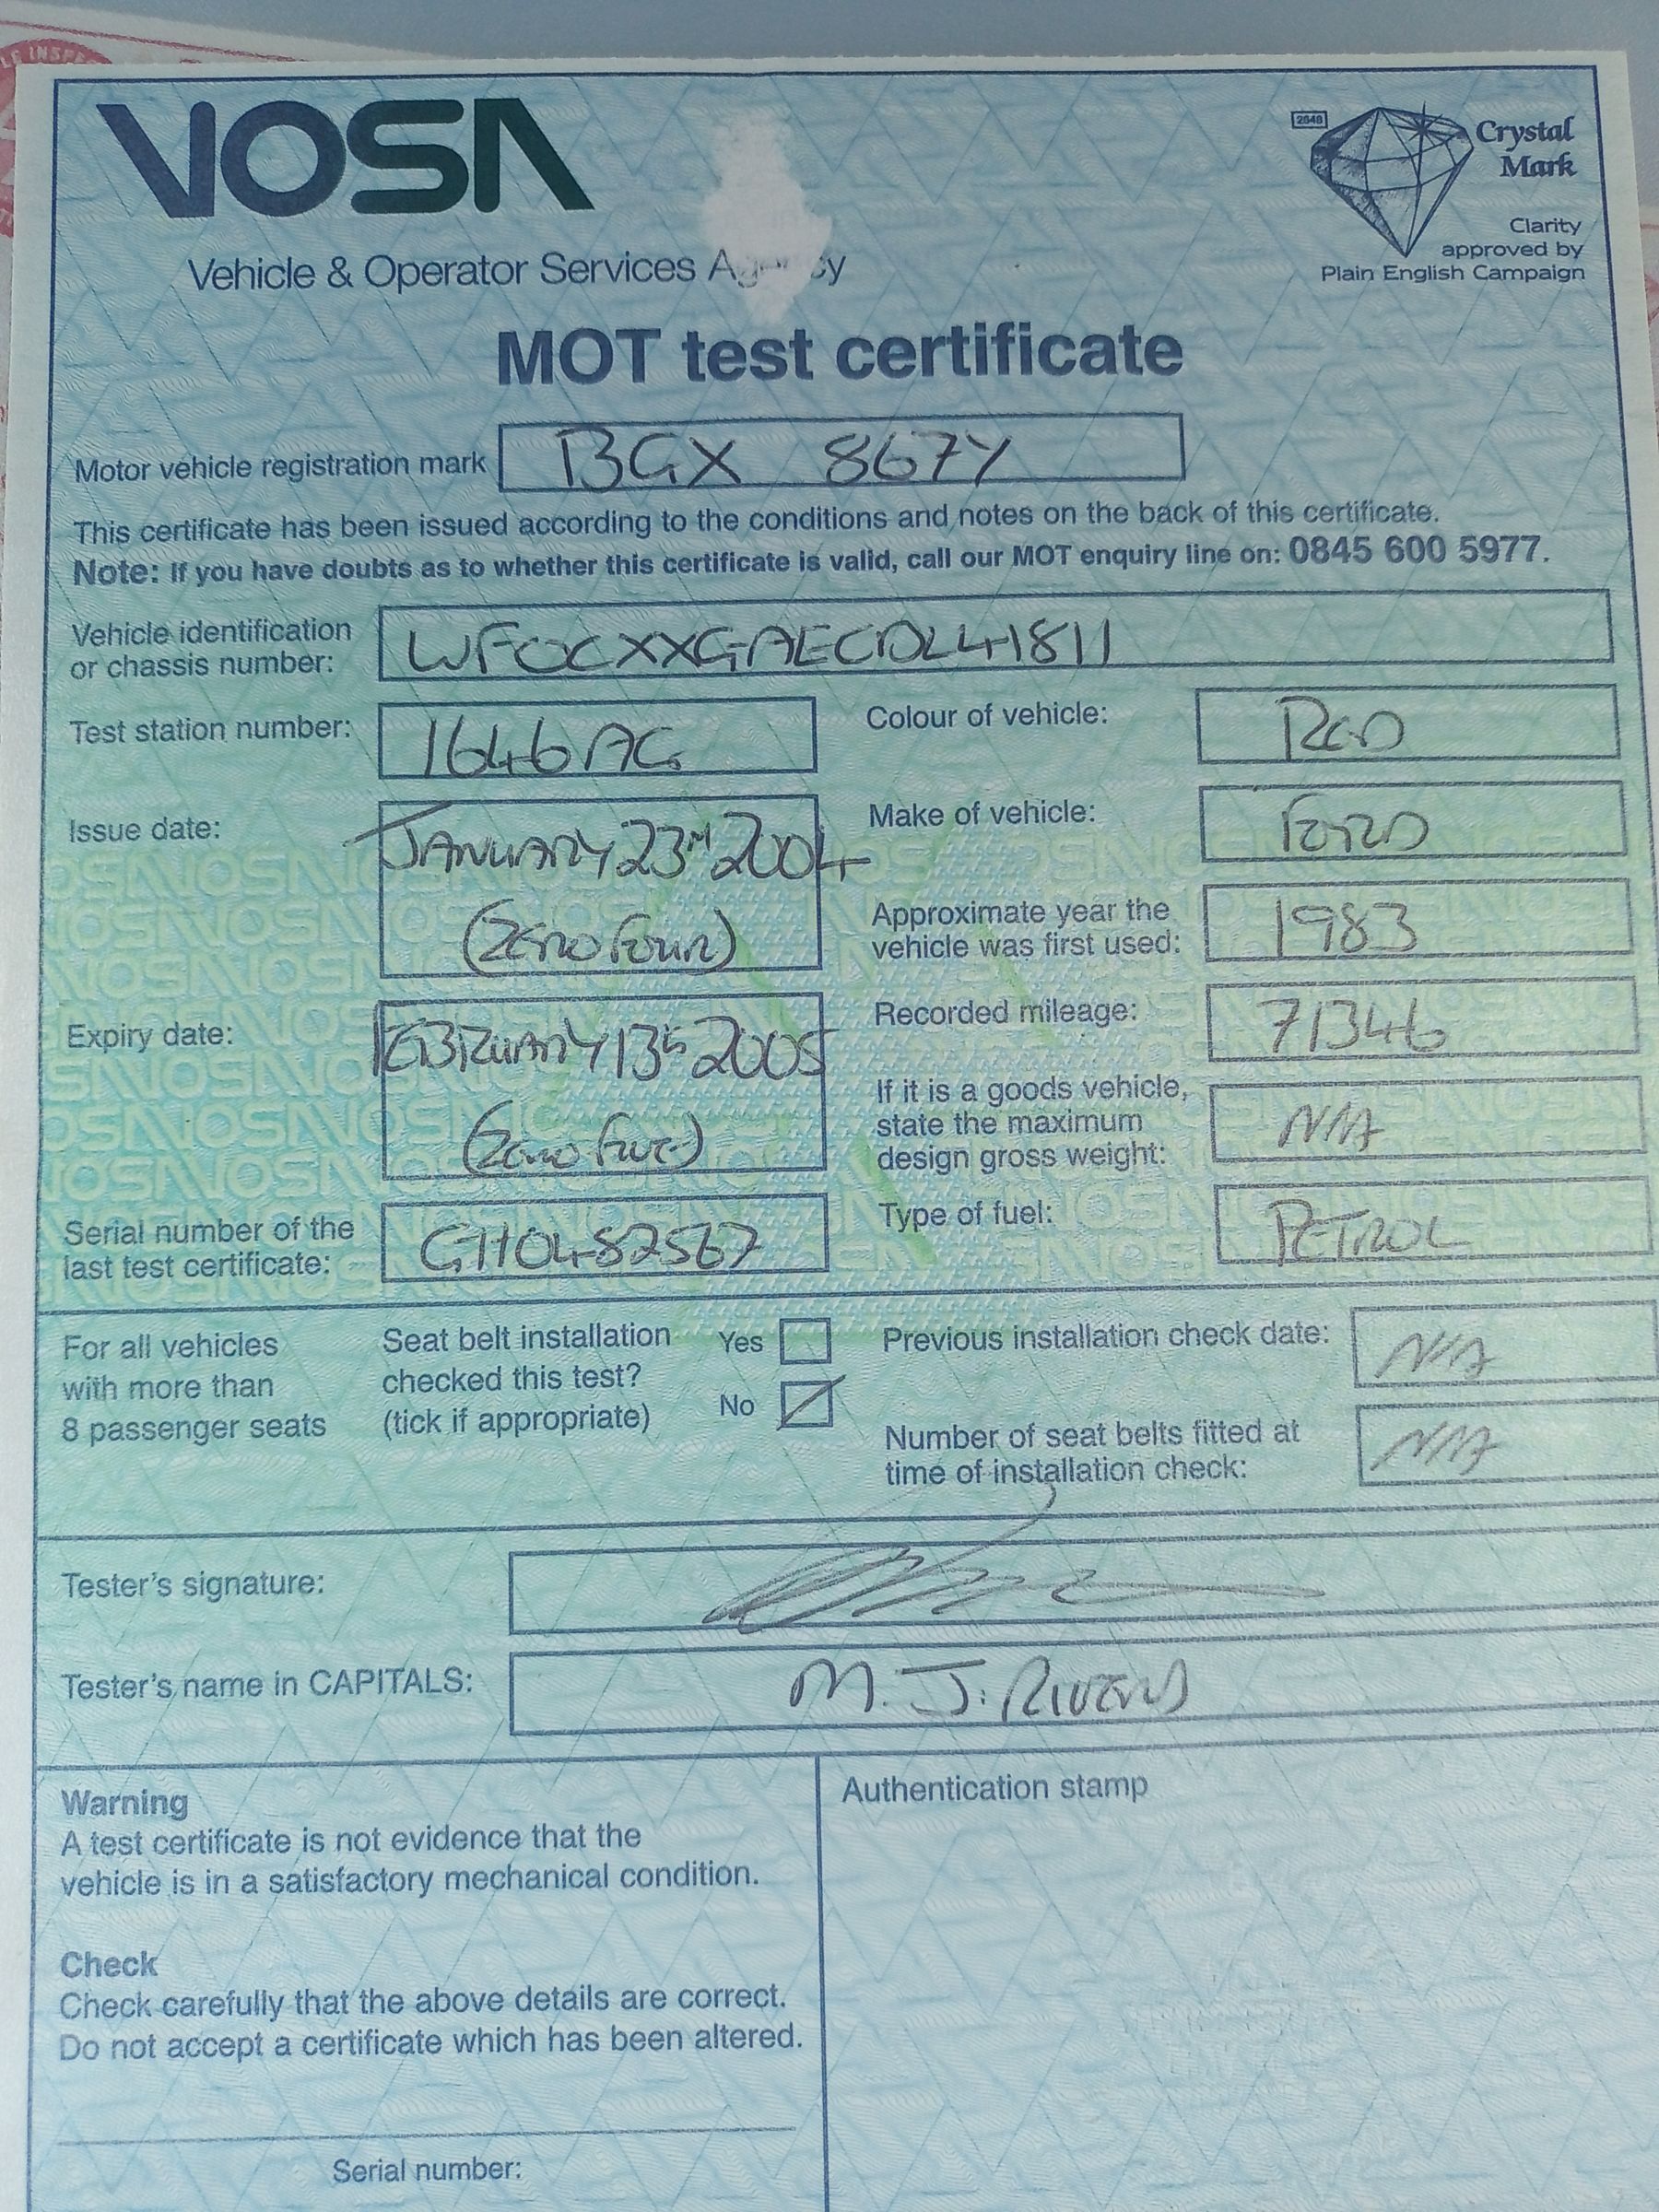 VOSA
Vehicle & Operator Services Agency
2848
Crystal
Mark
Clarity
approved by
Plain English Campaign
MOT test certificate
Motor vehicle registration mark BGX 867Y
This certificate has been issued according to the conditions and notes on the back of this certificate.
Note: If you have doubts as to whether this certificate is valid, call our MOT enquiry line on: 0845 600 5977.
Vehicle identification
or chassis number: WFOCXXGAECDL41811
Test station number: 1646AG
Colour of vehicle: RED
Issue date: JANUARY 23rd 2004
(ZERO FOUR)
Make of vehicle: FORD
Approximate year the
vehicle was first used: 1983
Expiry date: FEBRUARY 13th 2005
(ZERO FIVE)
Recorded mileage: 71346
If it is a goods vehicle,
state the maximum
design gross weight: N/A
Serial number of the
last test certificate: GH0482567
Type of fuel: PETROL
For all vehicles
with more than
8 passenger seats
Seat belt installation
checked this test?
(tick if appropriate)
Yes
No
Previous installation check date: N/A
Number of seat belts fitted at
time of installation check: N/A
Tester's signature:
Tester's name in CAPITALS: M. J. RIVERS
Warning
A test certificate is not evidence that the
vehicle is in a satisfactory mechanical condition.
Check
Check carefully that the above details are correct.
Do not accept a certificate which has been altered.
Serial number:
Authentication stamp